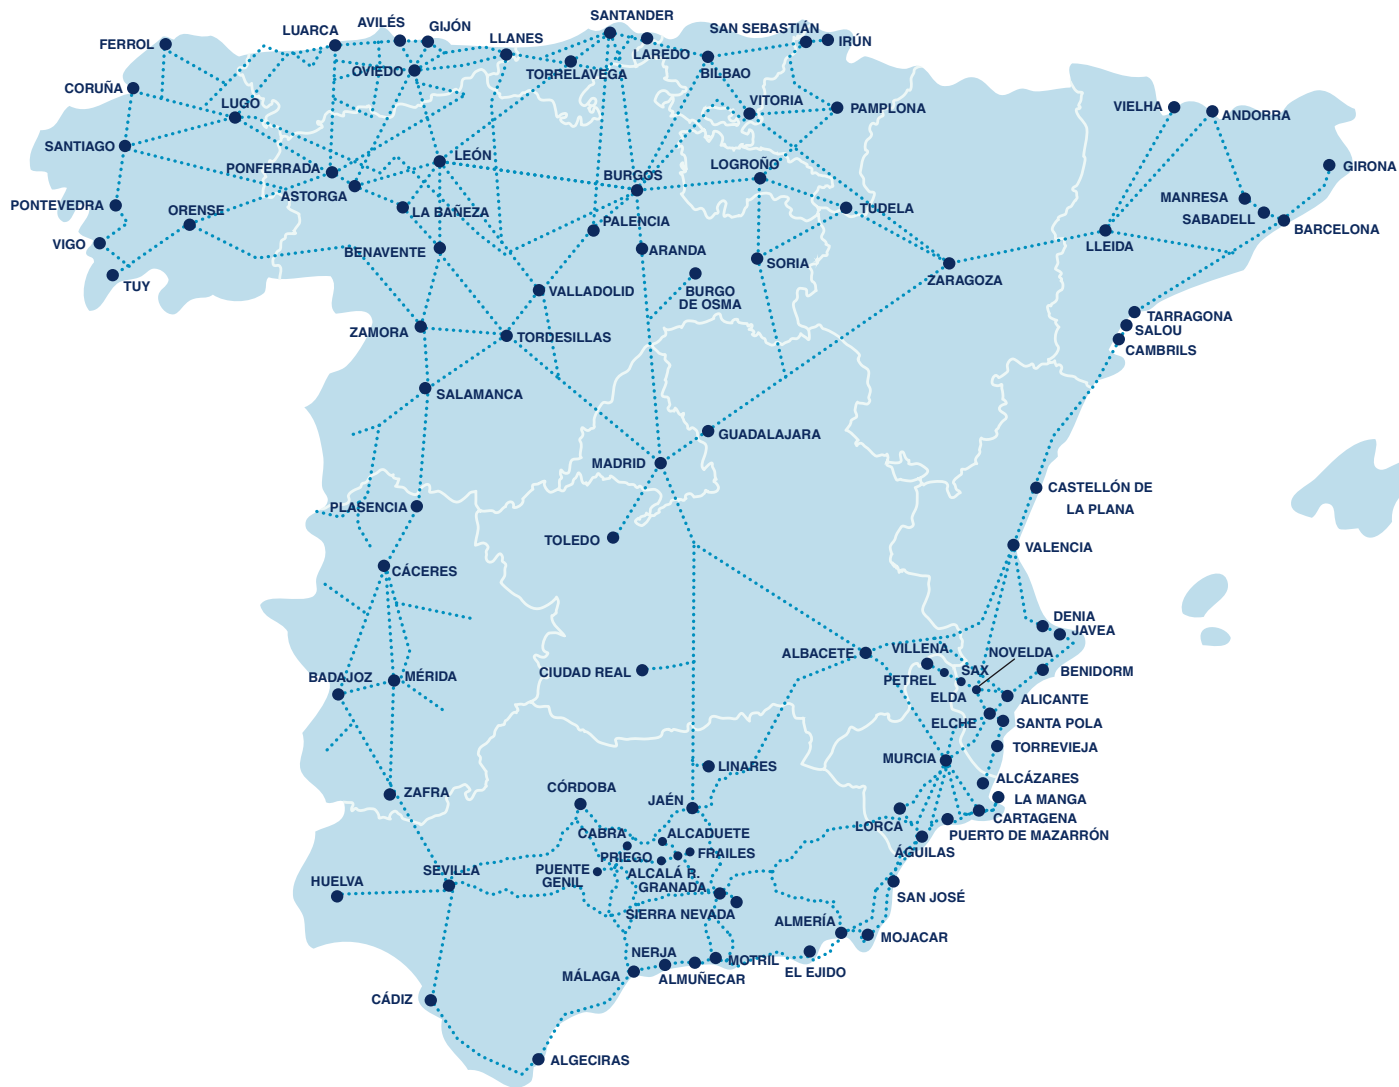 SANTANDER
AVILÉS
GIJÓN
SAN SEBASTIÁN
LUARCA
LLANES
IRÚN
FERROL
LAREDO
OVIEDO
TORRELAVEGA
BILBAO
CORUÑA
LUGO
VITORIA
PAMPLONA
VIELHA
ANDORRA
SANTIAGO
LEÓN
PONFERRADA
LOGROÑO
GIRONA
BURGOS
ASTORGA
MANRESA
PONTEVEDRA
ORENSE
LA BAÑEZA
TUDELA
SABADELL
PALENCIA
BARCELONA
VIGO
BENAVENTE
ARANDA
LLEIDA
SORIA
TUY
ZARAGOZA
VALLADOLID
BURGO
DE OSMA
TARRAGONA
ZAMORA
TORDESILLAS
SALOU
CAMBRILS
SALAMANCA
GUADALAJARA
MADRID
CASTELLÓN DE
LA PLANA
PLASENCIA
TOLEDO
VALENCIA
CÁCERES
DENIA
JAVEA
ALBACETE
VILLENA
NOVELDA
CIUDAD REAL
SAX
BENIDORM
BADAJOZ
MÉRIDA
PETREL
ELDA
ALICANTE
ELCHE
SANTA POLA
TORREVIEJA
MURCIA
LINARES
ALCÁZARES
CÓRDOBA
ZAFRA
JAÉN
LA MANGA
CARTAGENA
LORCA
CABRA
ALCADUETE
PUERTO DE MAZARRÓN
PRIEGO
FRAILES
ÁGUILAS
SEVILLA
PUENTE
GENIL
ALCALÁ R.
HUELVA
GRANADA
SAN JOSÉ
SIERRA NEVADA
ALMERÍA
MOJACAR
NERJA
MOTRIL
MÁLAGA
ALMUÑECAR
EL EJIDO
CÁDIZ
ALGECIRAS